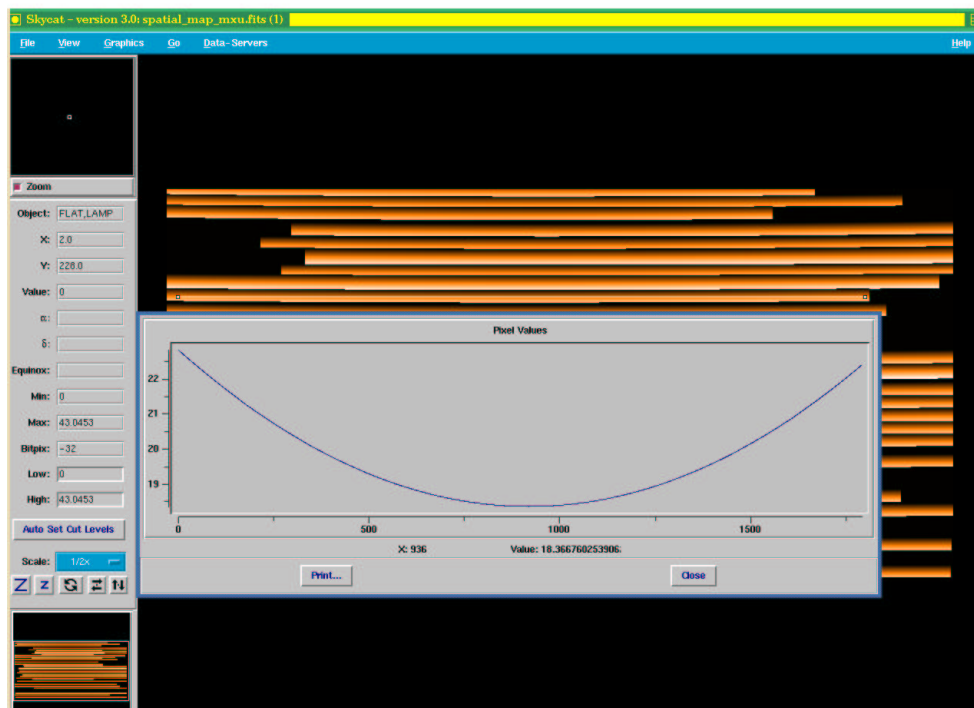 Skycat - version 3.0: spatial_map_mxu.fits (1)
File View Graphics Go Data-Servers Help
Zoom
Object: FLAT,LAMP
X: 2.0
Y: 228.0
Value: 0
α:
δ:
Equinox:
Min: 0
Max: 43.0453
Bitpix: -32
Low: 0
High: 43.0453
Auto Set Cut Levels
Scale: 1/2x
Z z
Pixel Values
22
21
20
19
0 500 1000 1500
X: 936 Value: 18.366760253906
Print... Close